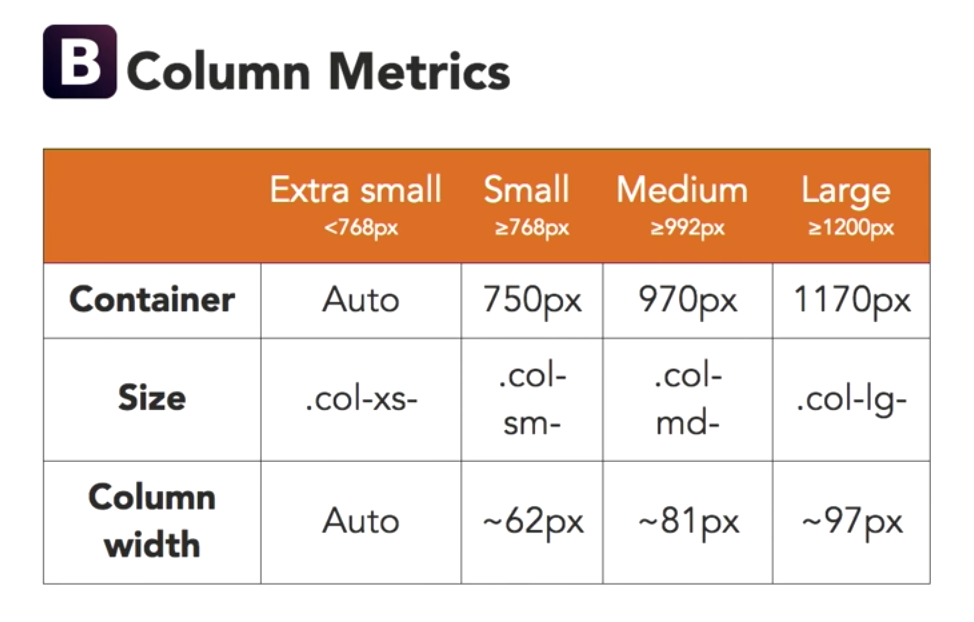 B Column Metrics
Extra small Small Medium Large
<768px ≥768px ≥992px ≥1200px
Container Auto 750px 970px 1170px
Size .col-xs- .col-sm- .col-md- .col-lg-
Column width Auto ~62px ~81px ~97px